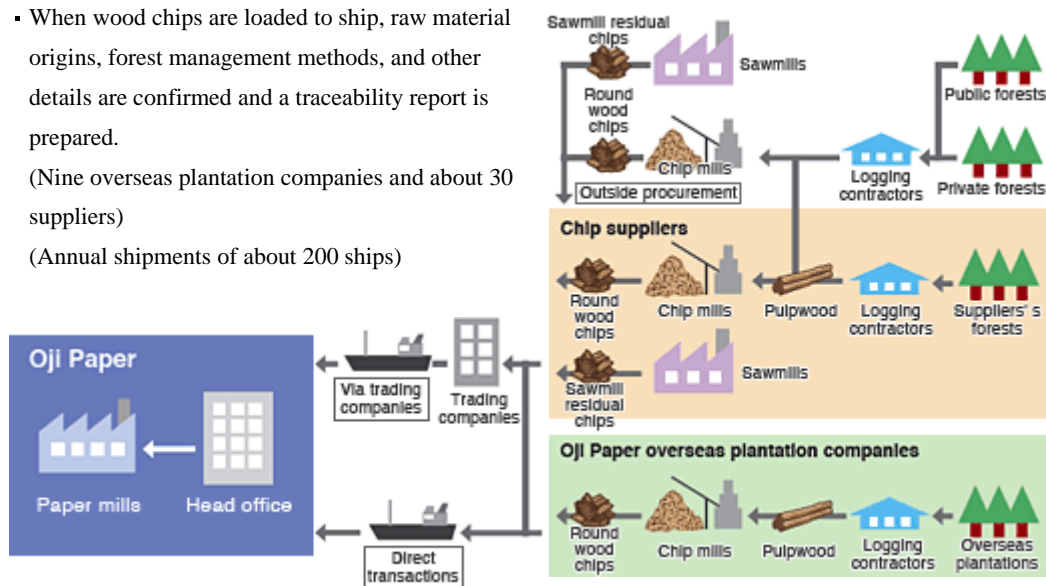 ▪ When wood chips are loaded to ship, raw material
origins, forest management methods, and other
details are confirmed and a traceability report is
prepared.
(Nine overseas plantation companies and about 30
suppliers)
(Annual shipments of about 200 ships)
Sawmill residual
chips
Sawmills
Round
wood
chips
Chip mills
Outside procurement
Logging
contractors
Public forests
Private forests
Chip suppliers
Round
wood
chips
Chip mills
Pulpwood
Logging
contractors
Suppliers' s
forests
Sawmill
residual
chips
Sawmills
Oji Paper overseas plantation companies
Round
wood
chips
Chip mills
Pulpwood
Logging
contractors
Overseas
plantations
Oji Paper
Paper mills
Head office
Via trading
companies
Trading
companies
Direct
transactions